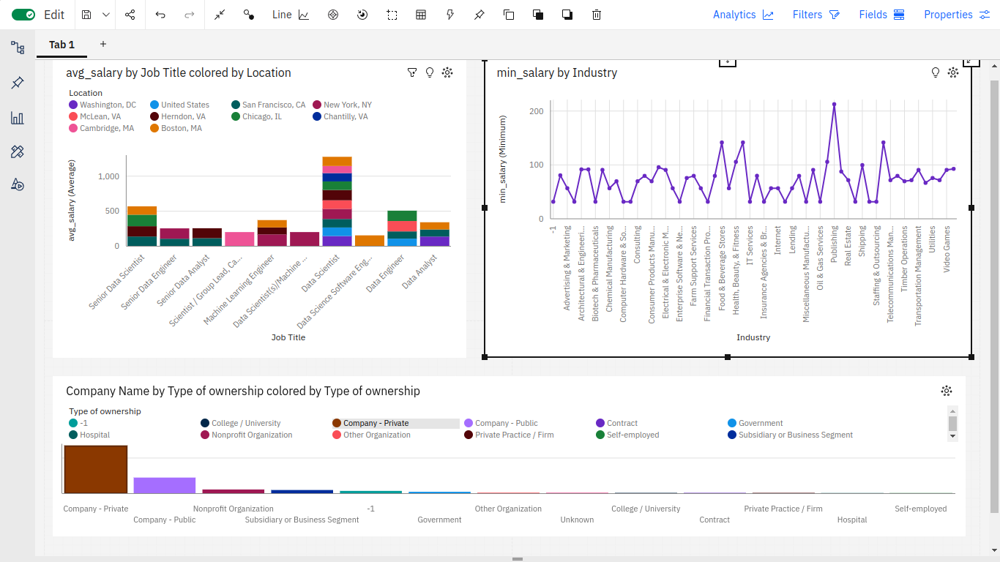 Edit
Line
Analytics
Filters
Fields
Properties
Tab 1
+
avg_salary by Job Title colored by Location
Location
Washington, DC
United States
San Francisco, CA
New York, NY
McLean, VA
Herndon, VA
Chicago, IL
Chantilly, VA
Cambridge, MA
Boston, MA
avg_salary (Average)
1,000
500
0
Senior Data Scientist
Senior Data Engineer
Senior Data Analyst
Scientist / Group Lead, Ca...
Machine Learning Engineer
Data Scientist(s)/Machine ...
Data Scientist
Data Science Software Eng...
Data Engineer
Data Analyst
Job Title
min_salary by Industry
min_salary (Minimum)
200
100
0
-1
Advertising & Marketing
Architectural & Engineeri...
Biotech & Pharmaceuticals
Chemical Manufacturing
Computer Hardware & So...
Consulting
Consumer Products Manu...
Electrical & Electronic M...
Enterprise Software & Ne...
Farm Support Services
Financial Transaction Pro...
Food & Beverage Stores
Health, Beauty, & Fitness
IT Services
Insurance Agencies & Br...
Internet
Lending
Miscellaneous Manufactu...
Oil & Gas Services
Publishing
Real Estate
Shipping
Staffing & Outsourcing
Telecommunications Man...
Timber Operations
Transportation Management
Utilities
Video Games
Industry
Company Name by Type of ownership colored by Type of ownership
Type of ownership
-1
College / University
Company - Private
Company - Public
Contract
Government
Hospital
Nonprofit Organization
Other Organization
Private Practice / Firm
Self-employed
Subsidiary or Business Segment
Company - Private
Company - Public
Nonprofit Organization
Subsidiary or Business Segment
-1
Government
Other Organization
Unknown
College / University
Contract
Private Practice / Firm
Hospital
Self-employed